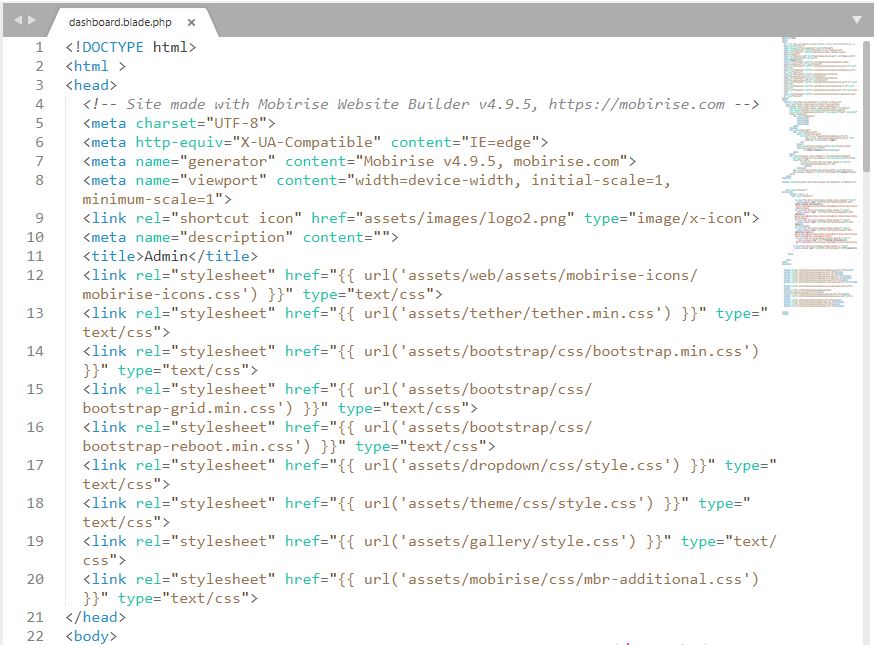 dashboard.blade.php ×
1 <!DOCTYPE html>
2 <html >
3 <head>
4 <!-- Site made with Mobirise Website Builder v4.9.5, https://mobirise.com -->
5 <meta charset="UTF-8">
6 <meta http-equiv="X-UA-Compatible" content="IE=edge">
7 <meta name="generator" content="Mobirise v4.9.5, mobirise.com">
8 <meta name="viewport" content="width=device-width, initial-scale=1,
minimum-scale=1">
9 <link rel="shortcut icon" href="assets/images/logo2.png" type="image/x-icon">
10 <meta name="description" content="">
11 <title>Admin</title>
12 <link rel="stylesheet" href="{{ url('assets/web/assets/mobirise-icons/
mobirise-icons.css') }}" type="text/css">
13 <link rel="stylesheet" href="{{ url('assets/tether/tether.min.css') }}" type="
text/css">
14 <link rel="stylesheet" href="{{ url('assets/bootstrap/css/bootstrap.min.css')
}}" type="text/css">
15 <link rel="stylesheet" href="{{ url('assets/bootstrap/css/
bootstrap-grid.min.css') }}" type="text/css">
16 <link rel="stylesheet" href="{{ url('assets/bootstrap/css/
bootstrap-reboot.min.css') }}" type="text/css">
17 <link rel="stylesheet" href="{{ url('assets/dropdown/css/style.css') }}" type="
text/css">
18 <link rel="stylesheet" href="{{ url('assets/theme/css/style.css') }}" type="
text/css">
19 <link rel="stylesheet" href="{{ url('assets/gallery/style.css') }}" type="text/
css">
20 <link rel="stylesheet" href="{{ url('assets/mobirise/css/mbr-additional.css')
}}" type="text/css">
21 </head>
22 <body>